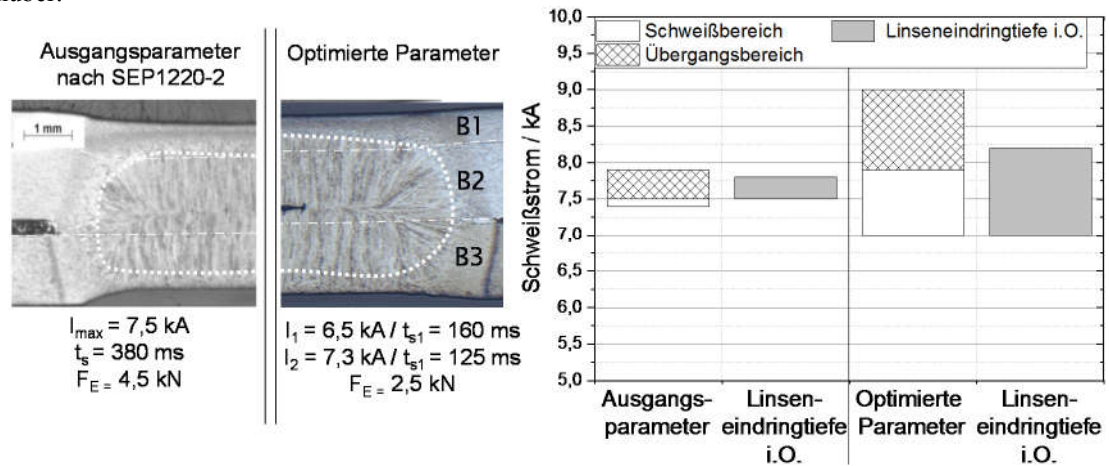 Ausgangsparameter
nach SEP1220-2
Optimierte Parameter
1 mm
B1
B2
B3
I_max = 7,5 kA
t_s = 380 ms
F_E = 4,5 kN
I_1 = 6,5 kA / t_s1 = 160 ms
I_2 = 7,3 kA / t_s1 = 125 ms
F_E = 2,5 kN
Schweißstrom / kA
10,0
9,5
9,0
8,5
8,0
7,5
7,0
6,5
6,0
5,5
5,0
Schweißbereich
Übergangsbereich
Linseneindringtiefe i.O.
Ausgangs-
parameter
Linsen-
eindringtiefe
i.O.
Optimierte
Parameter
Linsen-
eindringtiefe
i.O.